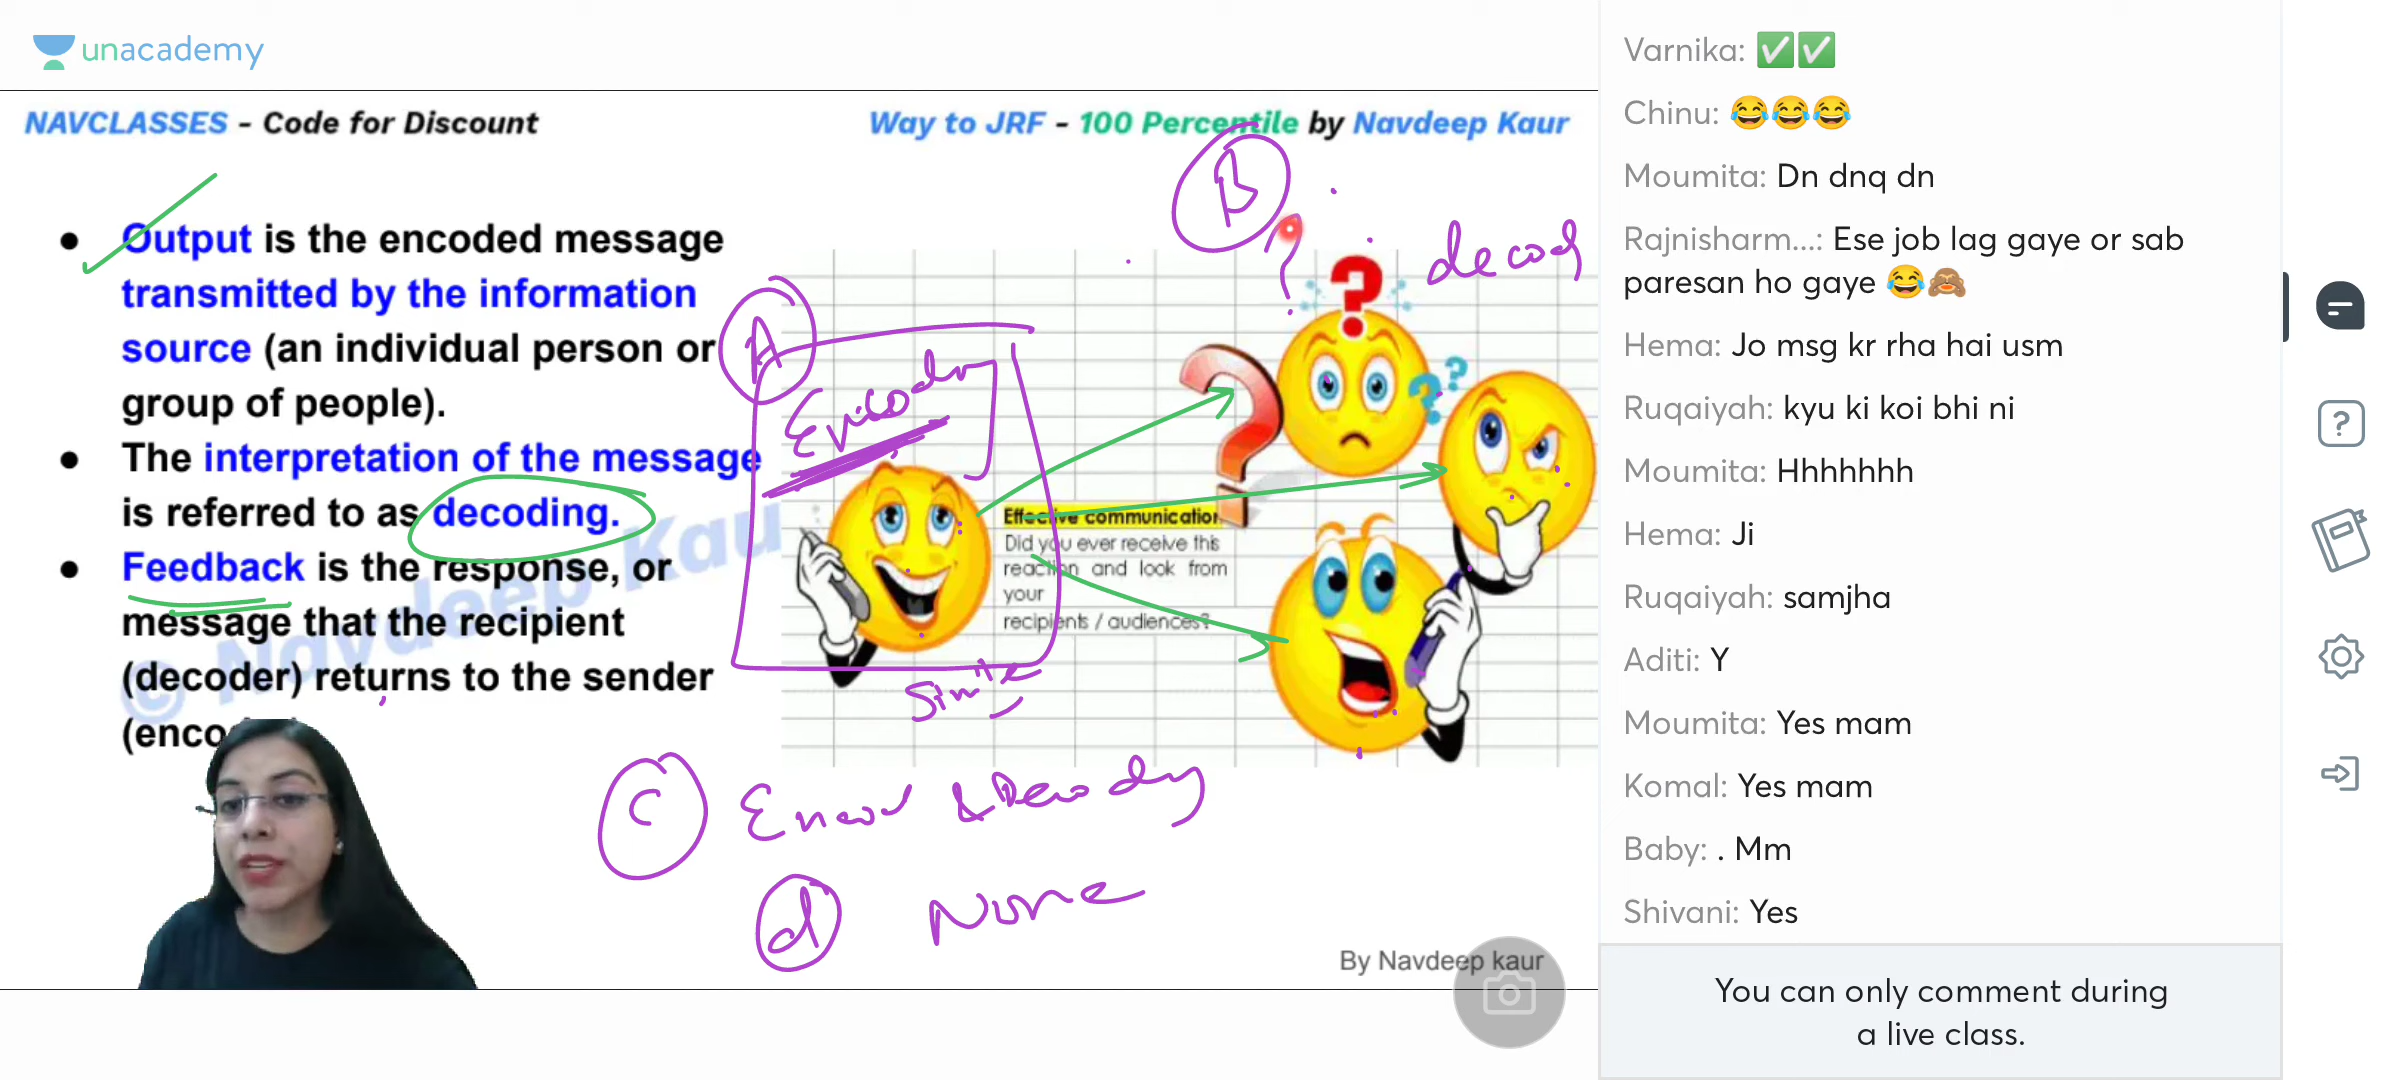 unacademy
NAVCLASSES - Code for Discount
Way to JRF - 100 Percentile by Navdeep Kaur
● Output is the encoded message
transmitted by the information
source (an individual person or
group of people).
● The interpretation of the message
is referred to as decoding.
● Feedback is the response, or
message that the recipient
(decoder) returns to the sender
(enco
© Navdeep Kau
A
B
?
decod
Effective communication
Did you ever receive this
reaction and look from
your
recipients / audiences?
C
&
d
None
By Navdeep kaur
Varnika: ✅✅
Chinu: 😂😂😂
Moumita: Dn dnq dn
Rajnisharm...: Ese job lag gaye or sab
paresan ho gaye 😂🙈
Hema: Jo msg kr rha hai usm
Ruqaiyah: kyu ki koi bhi ni
Moumita: Hhhhhhh
Hema: Ji
Ruqaiyah: samjha
Aditi: Y
Moumita: Yes mam
Komal: Yes mam
Baby: . Mm
Shivani: Yes
You can only comment during
a live class.